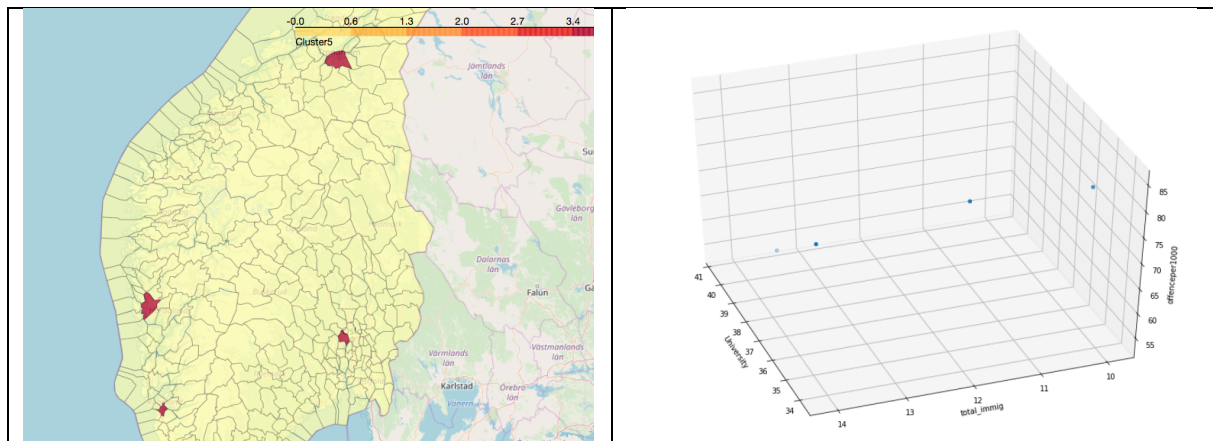 -0.0 0.6 1.3 2.0 2.7 3.4
Cluster5
Jämtlands
län
Su
Gävleborg
län
Dalarnas
län
Falun
Värmlands
län
Västmanlands
län
Karlstad
Örebro
län
Vänern
41
40
39
38
37
36
35
34
University
14
13
12
11
10
total_immig
85
80
75
70
65
60
55
offenceper1000